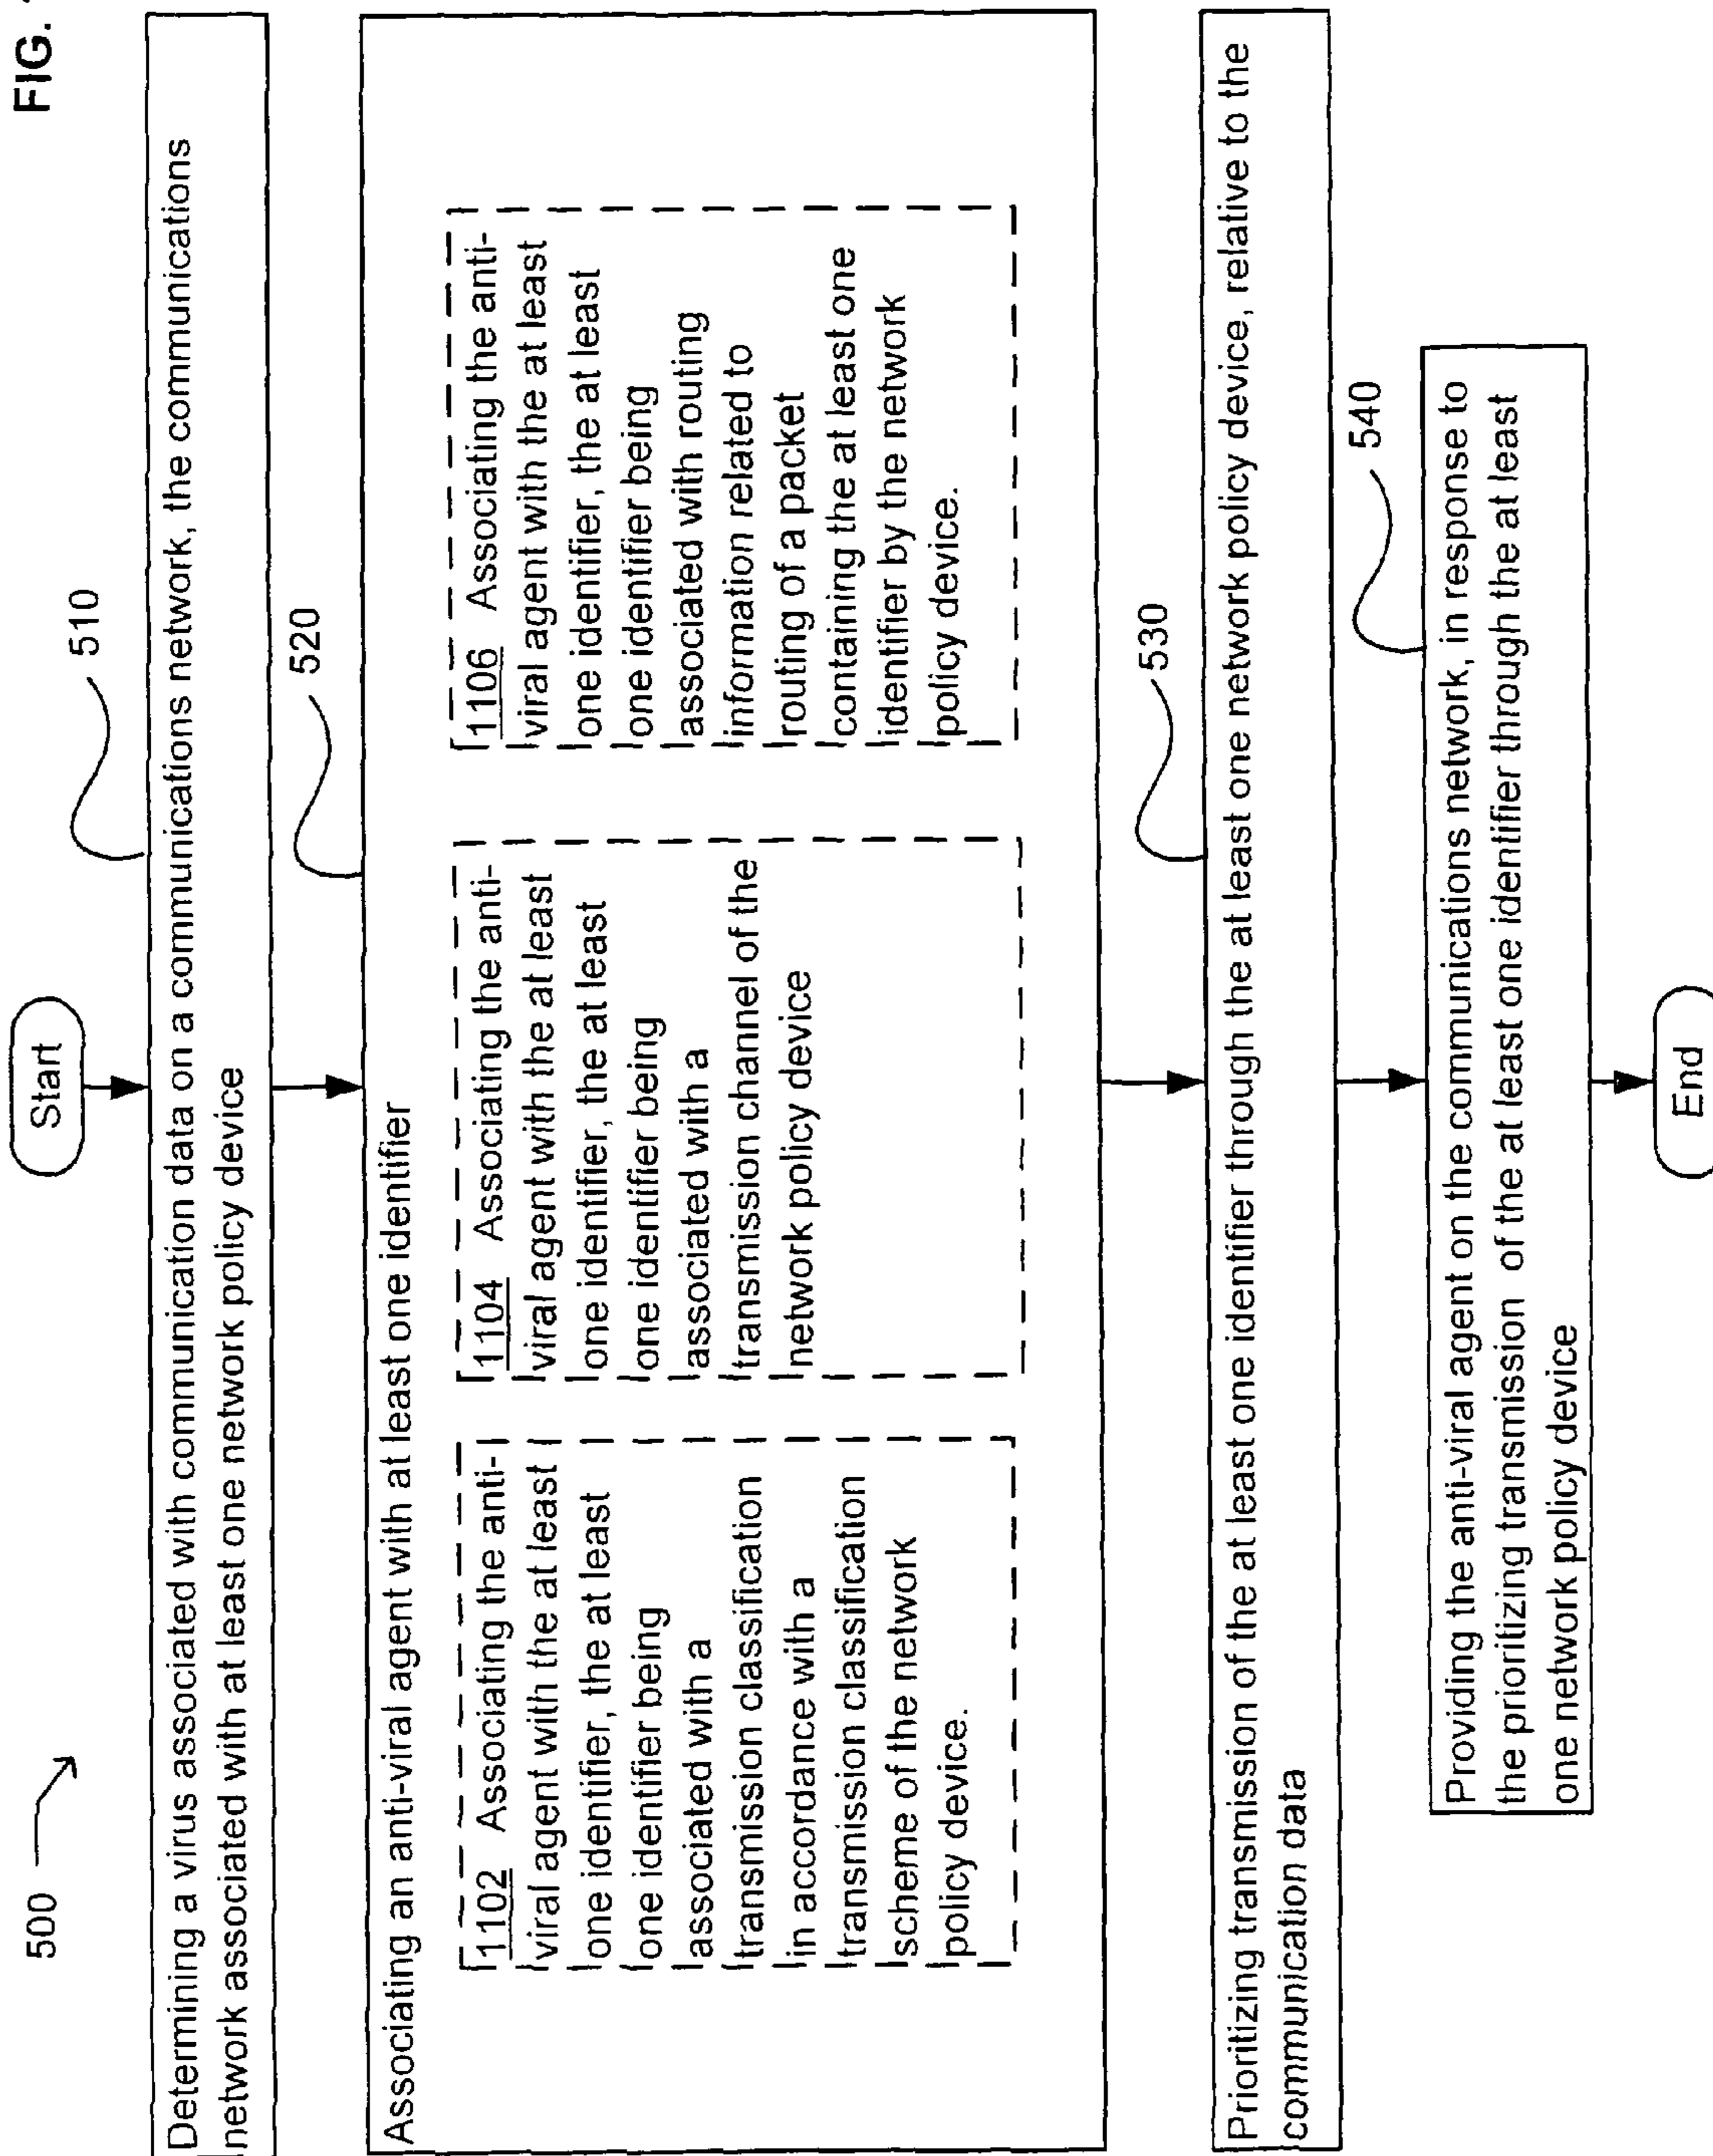 FIG.
500
Start
510
Determining a virus associated with communication data on a communications network, the communications
network associated with at least one network policy device
520
Associating an anti-viral agent with at least one identifier
1102 Associating the anti-
viral agent with the at least
one identifier, the at least
one identifier being
associated with a
transmission classification
in accordance with a
transmission classification
scheme of the network
policy device.
1104 Associating the anti-
viral agent with the at least
one identifier, the at least
one identifier being
associated with a
transmission channel of the
network policy device
1106 Associating the anti-
viral agent with the at least
one identifier, the at least
one identifier being
associated with routing
information related to
routing of a packet
containing the at least one
identifier by the network
policy device.
530
Prioritizing transmission of the at least one identifier through the at least one network policy device, relative to the
communication data
540
Providing the anti-viral agent on the communications network, in response to
the prioritizing transmission of the at least one identifier through the at least
one network policy device
End